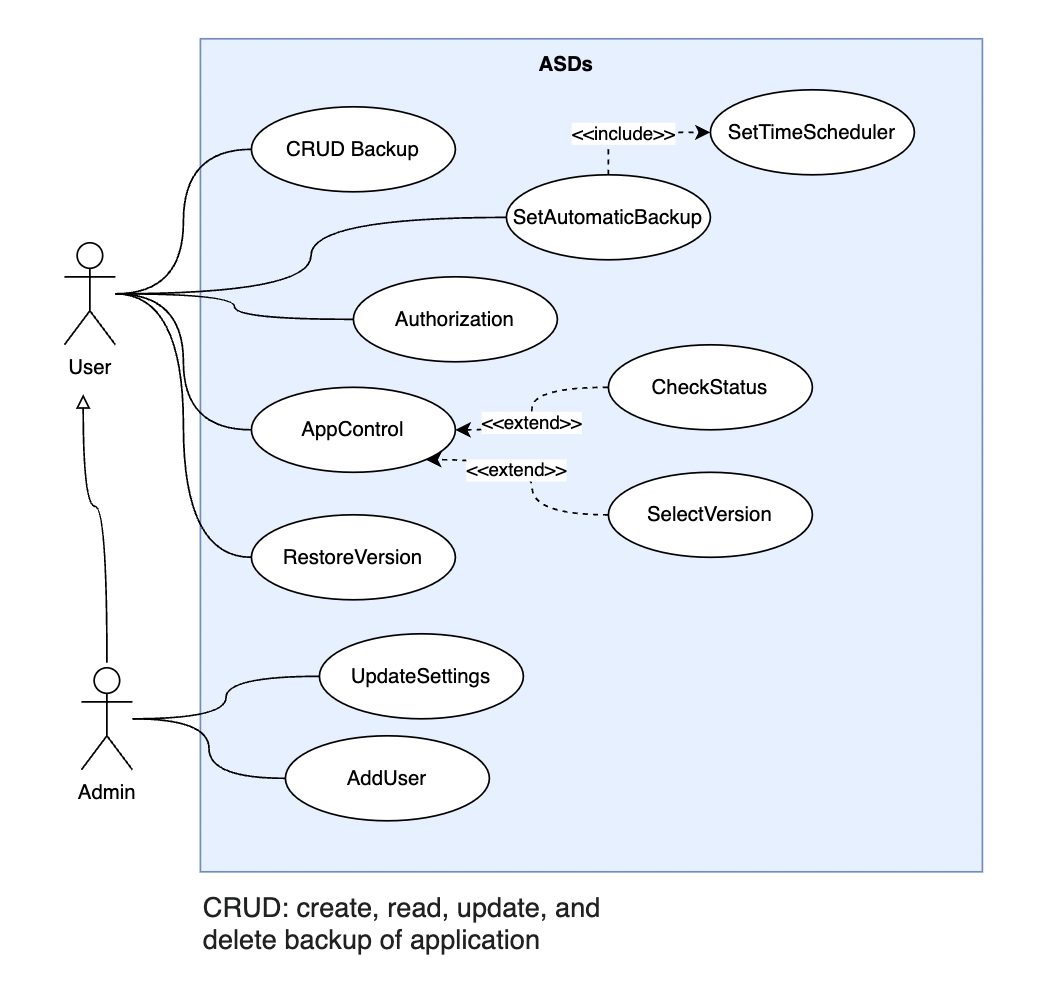 ASDs
CRUD Backup
<<include>>
SetTimeScheduler
SetAutomaticBackup
User
Authorization
CheckStatus
AppControl
<<extend>>
<<extend>>
SelectVersion
RestoreVersion
UpdateSettings
Admin
AddUser
CRUD: create, read, update, and
delete backup of application